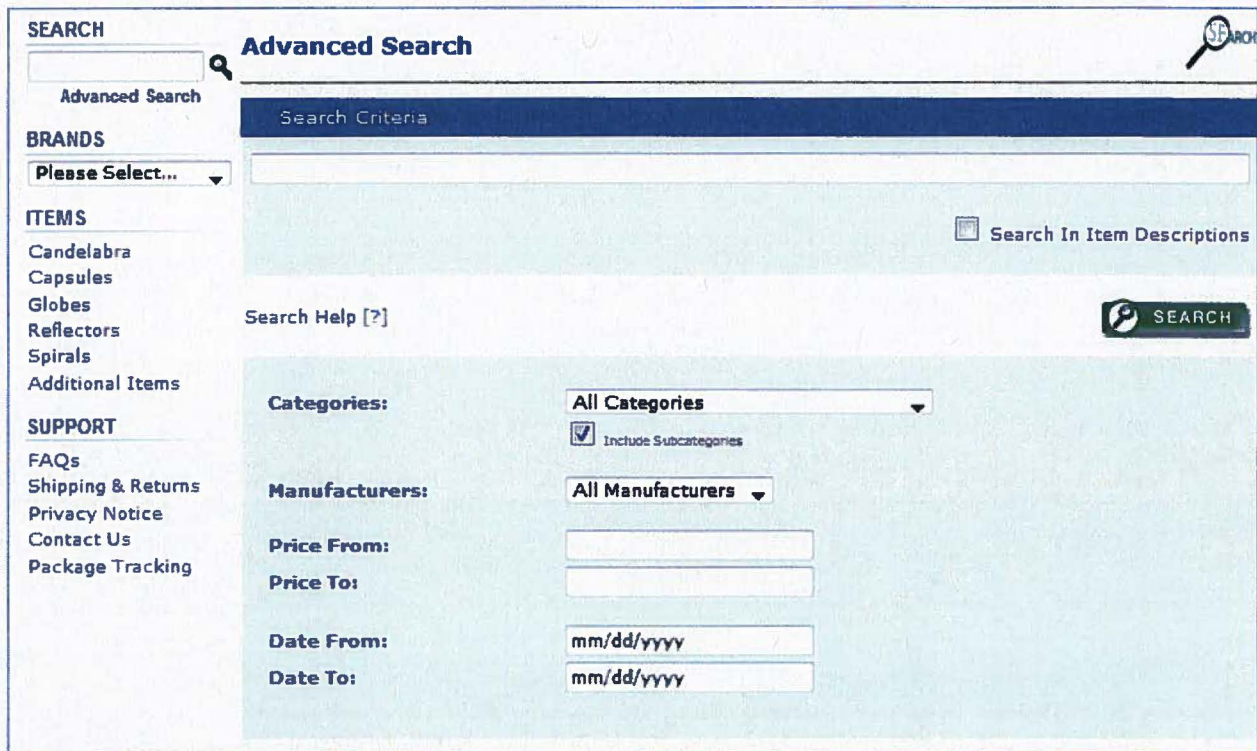 SEARCH
Advanced Search
BRANDS
Please Select...
ITEMS
Candelabra
Capsules
Globes
Reflectors
Spirals
Additional Items
SUPPORT
FAQs
Shipping & Returns
Privacy Notice
Contact Us
Package Tracking
Advanced Search
SEARCH
Search Criteria
Search In Item Descriptions
Search Help [?]
SEARCH
Categories: All Categories
Include Subcategories
Manufacturers: All Manufacturers
Price From:
Price To:
Date From: mm/dd/yyyy
Date To: mm/dd/yyyy